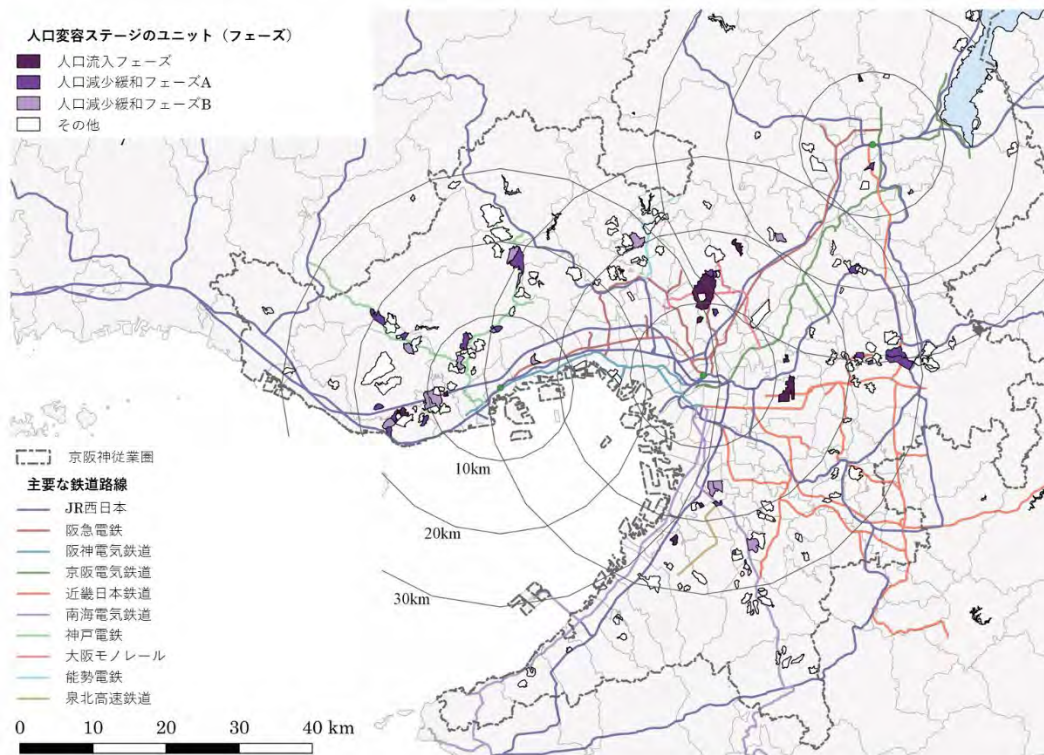 人口変容ステージのユニット（フェーズ）
人口流入フェーズ
人口減少緩和フェーズA
人口減少緩和フェーズB
その他
10km
20km
30km
京阪神従業圏
主要な鉄道路線
JR西日本
阪急電鉄
阪神電気鉄道
京阪電気鉄道
近畿日本鉄道
南海電気鉄道
神戸電鉄
大阪モノレール
能勢電鉄
泉北高速鉄道
0 10 20 30 40 km